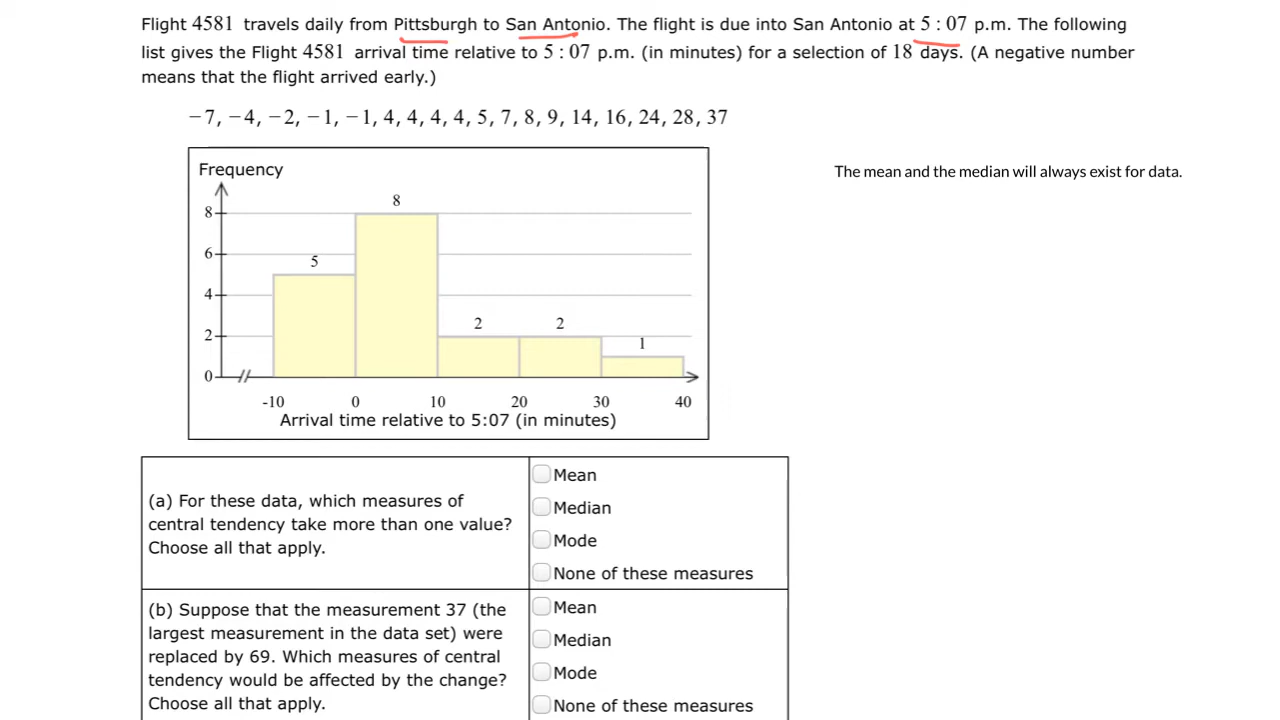 Flight 4581 travels daily from Pittsburgh to San Antonio. The flight is due into San Antonio at 5 : 07 p.m. The following
list gives the Flight 4581 arrival time relative to 5 : 07 p.m. (in minutes) for a selection of 18 days. (A negative number
means that the flight arrived early.)
−7, −4, −2, −1, −1, 4, 4, 4, 4, 5, 7, 8, 9, 14, 16, 24, 28, 37
The mean and the median will always exist for data.
Frequency
8
8
6
5
4
2
2
2
1
0
-10 0 10 20 30 40
Arrival time relative to 5:07 (in minutes)
(a) For these data, which measures of
central tendency take more than one value?
Choose all that apply.
Mean
Median
Mode
None of these measures
(b) Suppose that the measurement 37 (the
largest measurement in the data set) were
replaced by 69. Which measures of central
tendency would be affected by the change?
Choose all that apply.
Mean
Median
Mode
None of these measures